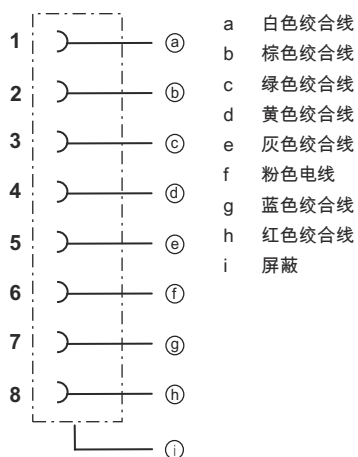 1 ⓐ
2 ⓑ
3 ⓒ
4 ⓓ
5 ⓔ
6 ⓕ
7 ⓖ
8 ⓗ
ⓘ
a 白色绞合线
b 棕色绞合线
c 绿色绞合线
d 黄色绞合线
e 灰色绞合线
f 粉色电线
g 蓝色绞合线
h 红色绞合线
i 屏蔽